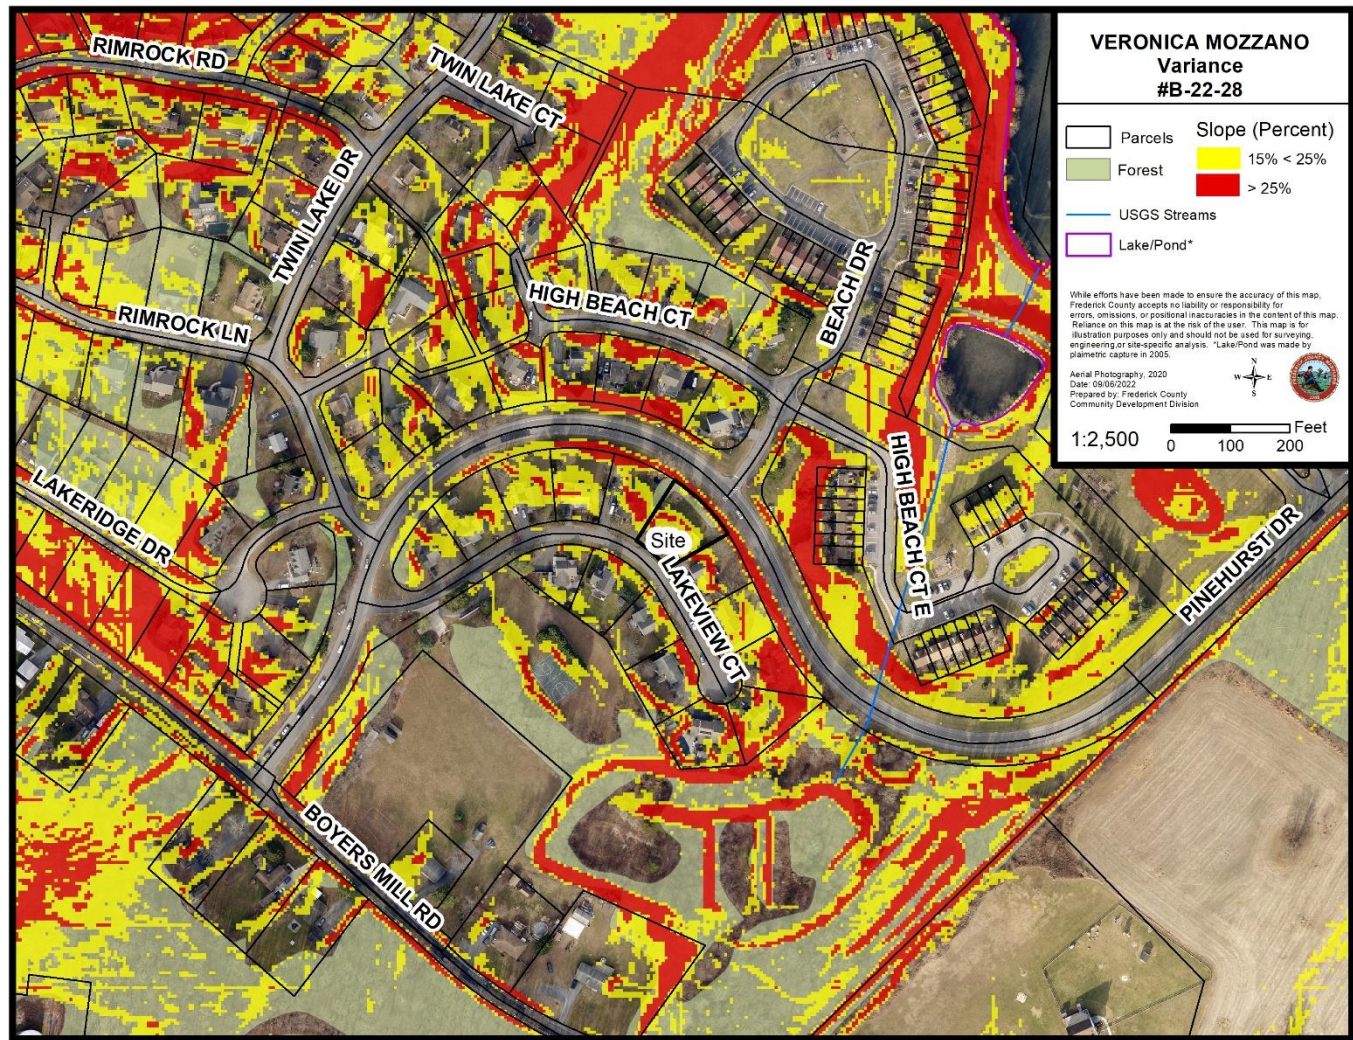 VERONICA MOZZANO
Variance
#B-22-28
Parcels
Forest
Slope (Percent)
15% < 25%
> 25%
USGS Streams
Lake/Pond*
While efforts have been made to ensure the accuracy of this map,
Frederick County accepts no liability or responsibility for
errors, omissions, or positional inaccuracies in the content of this map.
Reliance on this map is at the risk of the user. This map is for
illustration purposes only and should not be used for surveying,
engineering,or site-specific analysis. *Lake/Pond was made by
plaimetric capture in 2005.
Aerial Photography, 2020
Date: 09/06/2022
Prepared by: Frederick County
Community Development Division
N
W E
S
1:2,500
Feet
0 100 200
RIMROCK RD
TWIN LAKE CT
TWIN LAKE DR
RIMROCK LN
HIGH BEACH CT
BEACH DR
LAKERIDGE DR
HIGH BEACH CT E
Site
LAKEVIEW CT
PINEHURST DR
BOYERS MILL RD